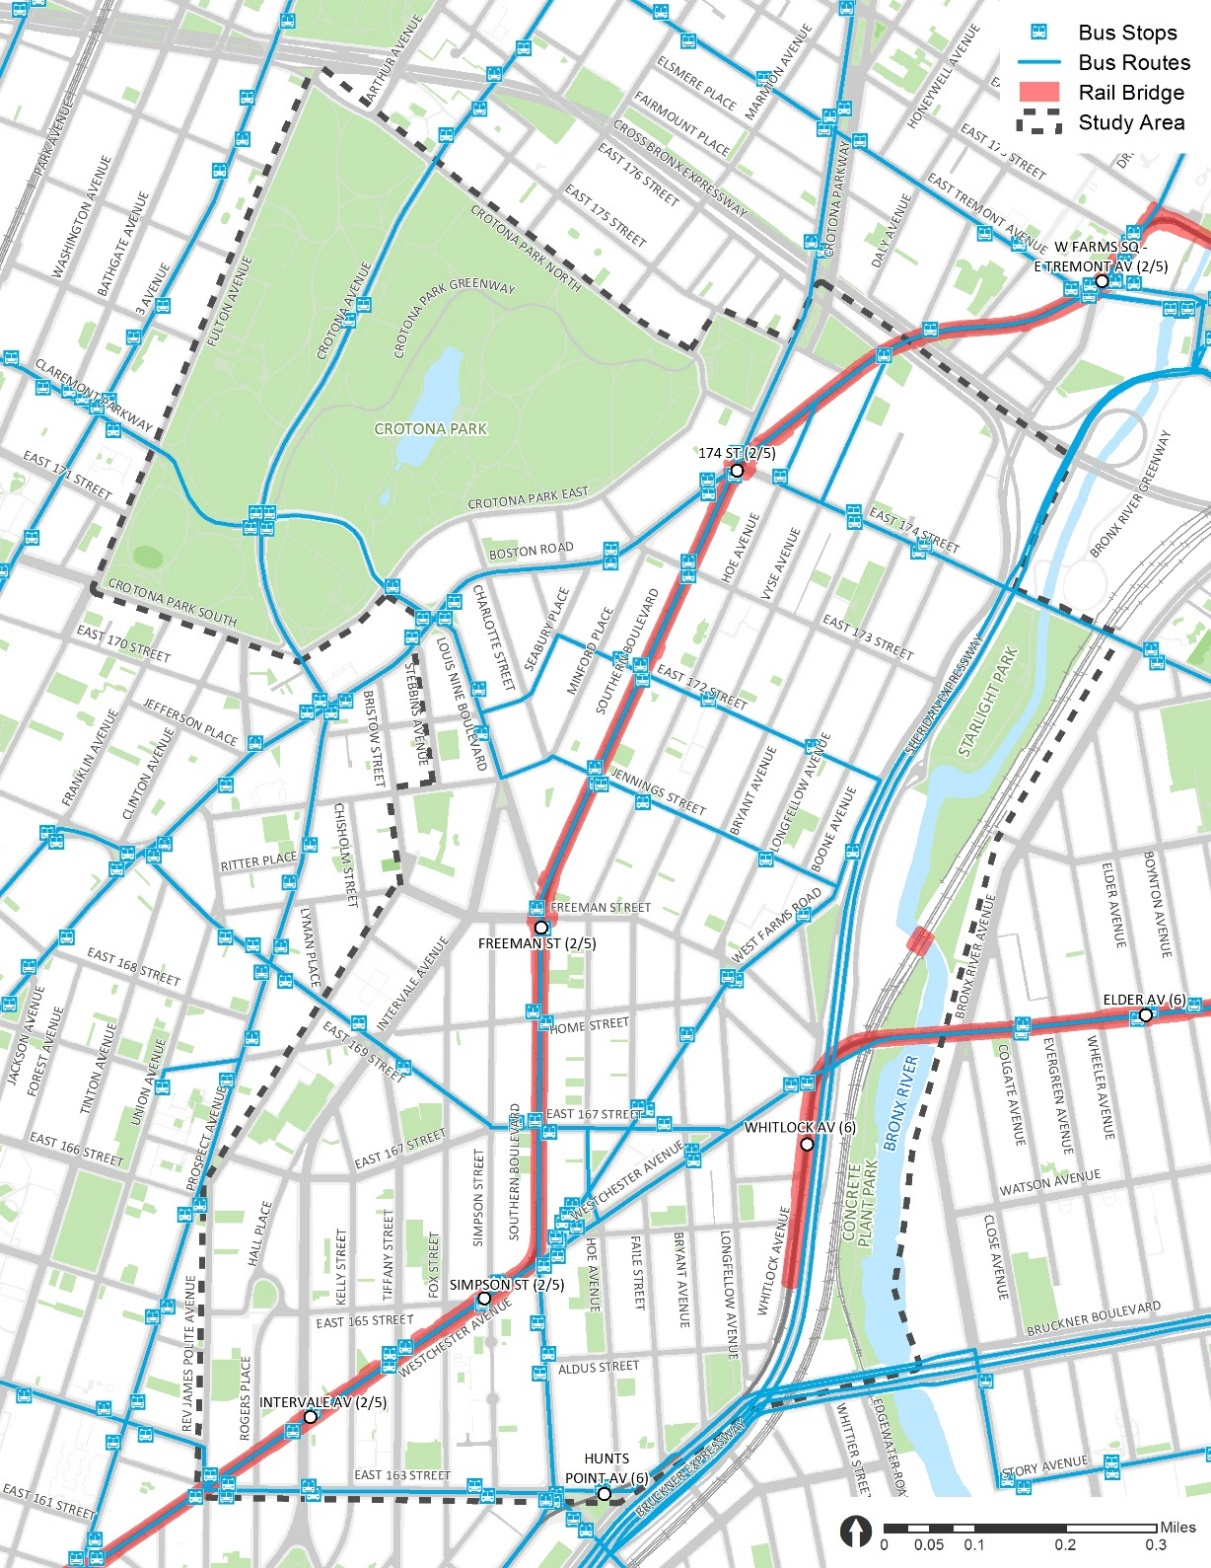 Bus Stops
Bus Routes
Rail Bridge
Study Area
ARTHUR AVENUE
PARK AVENUE
ELSMERE PLACE
MARMION AVENUE
HONEYWELL AVENUE
FAIRMOUNT PLACE
CROSS BRONX EXPRESSWAY
EAST 176 STREET
EAST 175 STREET
CROTONA PARKWAY
EAST TREMONT AVENUE
DALY AVENUE
WASHINGTON AVENUE
BATHGATE AVENUE
3 AVENUE
FULTON AVENUE
CROTONA AVENUE
CROTONA PARK NORTH
CROTONA PARK GREENWAY
W FARMS SQ -
E TREMONT AV (2/5)
CLAREMONT PARKWAY
EAST 171 STREET
CROTONA PARK
174 ST (2/5)
CROTONA PARK EAST
BOSTON ROAD
EAST 174 STREET
BRONX RIVER GREENWAY
HOE AVENUE
VYSE AVENUE
CROTONA PARK SOUTH
EAST 170 STREET
CHARLOTTE STREET
SEABURY PLACE
MINFORD PLACE
SOUTHERN BOULEVARD
EAST 173 STREET
EAST 172 STREET
LOUIS NINE BOULEVARD
STEBBINS AVENUE
BRISTOW STREET
JEFFERSON PLACE
FRANKLIN AVENUE
CLINTON AVENUE
SHERIDAN EXPRESSWAY
STARLIGHT PARK
JENNINGS STREET
BRYANT AVENUE
LONGFELLOW AVENUE
BOONE AVENUE
CHISHOLM STREET
RITTER PLACE
FREEMAN STREET
FREEMAN ST (2/5)
WEST FARMS ROAD
LYMAN PLACE
INTERVALE AVENUE
ELDER AVENUE
BOYNTON AVENUE
BRONX RIVER AVENUE
ELDER AV (6)
EAST 168 STREET
JACKSON AVENUE
FOREST AVENUE
TINTON AVENUE
UNION AVENUE
EAST 169 STREET
HOME STREET
COLGATE AVENUE
EVERGREEN AVENUE
WHEELER AVENUE
BRONX RIVER
PROSPECT AVENUE
EAST 166 STREET
EAST 167 STREET
EAST 167 STREET
SOUTHERN BOULEVARD
SIMPSON STREET
WHITLOCK AV (6)
WESTCHESTER AVENUE
CONCRETE
PLANT PARK
WATSON AVENUE
CLOSE AVENUE
HALL PLACE
KELLY STREET
TIFFANY STREET
FOX STREET
HOE AVENUE
FAILE STREET
BRYANT AVENUE
LONGFELLOW AVENUE
WHITLOCK AVENUE
SIMPSON ST (2/5)
EAST 165 STREET
WESTCHESTER AVENUE
BRUCKNER BOULEVARD
ALDUS STREET
REV JAMES POLITE AVENUE
ROGERS PLACE
INTERVALE AV (2/5)
HUNTS
POINT AV (6)
BRUCKNER EXPRESSWAY
WHITTIER STREET
EDGEWATER ROAD
STORY AVENUE
EAST 163 STREET
EAST 161 STREET
0 0.05 0.1 0.2 0.3 Miles